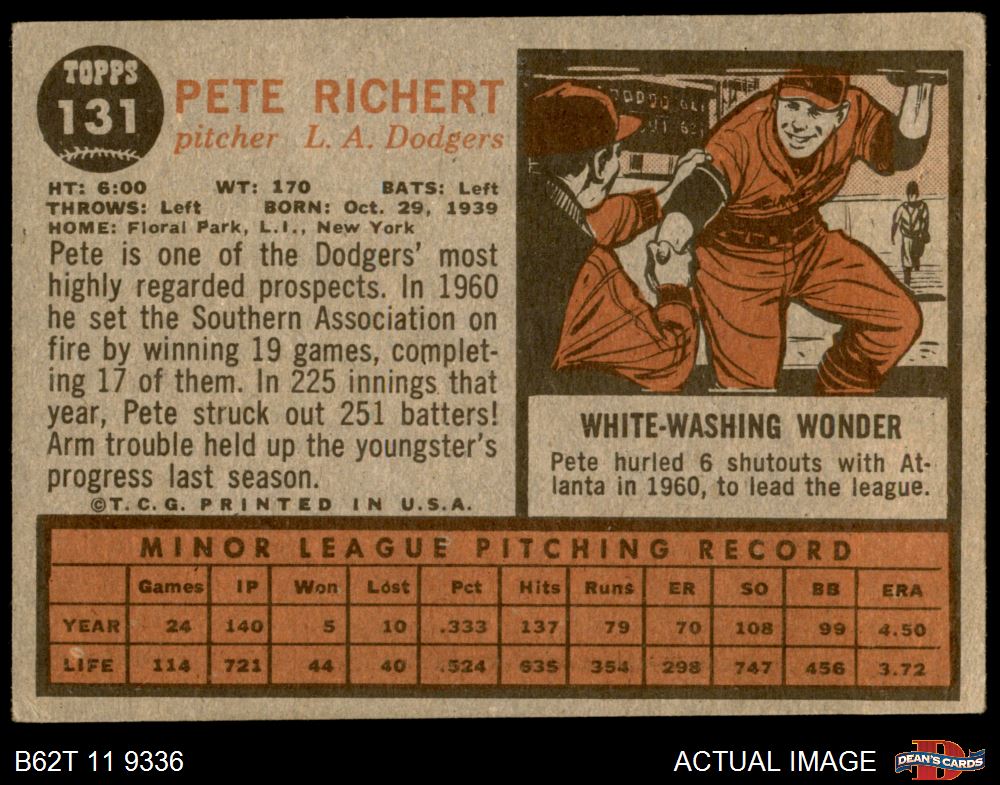 TOPPS
131
PETE RICHERT
pitcher L. A. Dodgers
HT: 6:00 WT: 170 BATS: Left
THROWS: Left BORN: Oct. 29, 1939
HOME: Floral Park, L.I., New York
Pete is one of the Dodgers' most
highly regarded prospects. In 1960
he set the Southern Association on
fire by winning 19 games, complet-
ing 17 of them. In 225 innings that
year, Pete struck out 251 batters!
Arm trouble held up the youngster's
progress last season.
©T.C.G. PRINTED IN U.S.A.
WHITE-WASHING WONDER
Pete hurled 6 shutouts with At-
lanta in 1960, to lead the league.
MINOR LEAGUE PITCHING RECORD
Games IP Won Lost Pct Hits Runs ER SO BB ERA
YEAR 24 140 5 10 .333 137 79 70 108 99 4.50
LIFE 114 721 44 40 .524 635 354 298 747 456 3.72
B62T 11 9336
ACTUAL IMAGE
DEAN'S CARDS